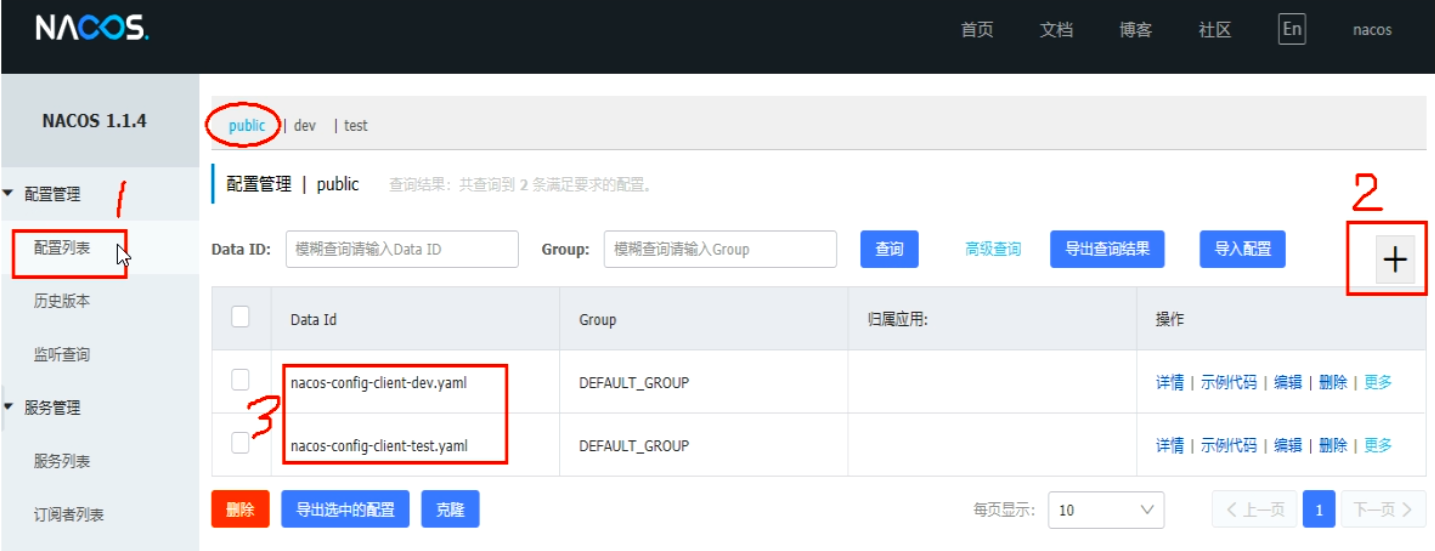 NACOS.
首页 文档 博客 社区 En nacos
NACOS 1.1.4
public | dev | test
配置管理
1
配置管理 | public 查询结果：共查询到 2 条满足要求的配置。
2
配置列表
Data ID: 模糊查询请输入Data ID Group: 模糊查询请输入Group 查询 高级查询 导出查询结果 导入配置 +
历史版本
Data Id Group 归属应用: 操作
监听查询
nacos-config-client-dev.yaml DEFAULT_GROUP 详情 | 示例代码 | 编辑 | 删除 | 更多
服务管理
3
nacos-config-client-test.yaml DEFAULT_GROUP 详情 | 示例代码 | 编辑 | 删除 | 更多
服务列表
订阅者列表
删除 导出选中的配置 克隆 每页显示: 10 < 上一页 1 下一页 >